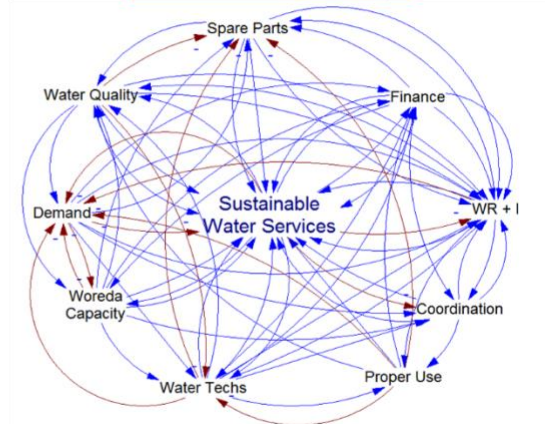 Spare Parts
Water Quality
Finance
Sustainable
Water Services
Demand
WR + I
Woreda
Capacity
Coordination
Water Techs
Proper Use